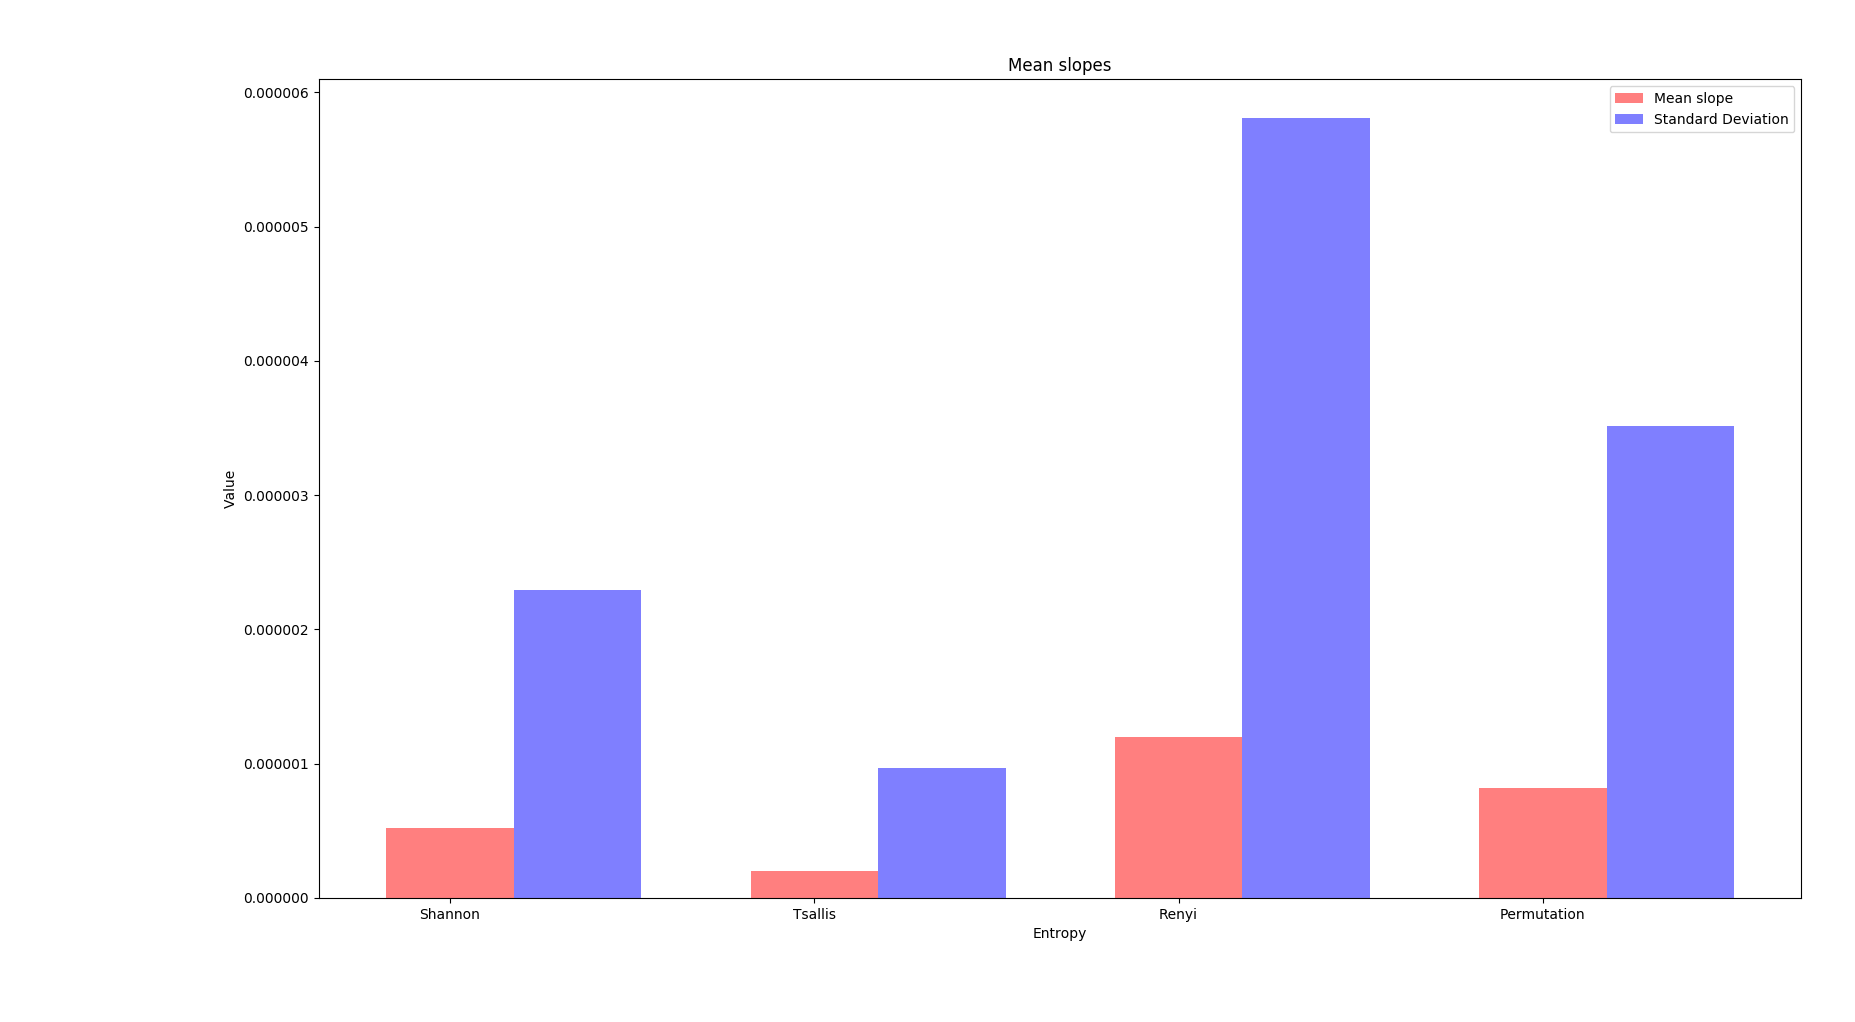 Mean slopes
Mean slope
Standard Deviation
0.000006
0.000005
0.000004
0.000003
0.000002
0.000001
0.000000
Value
Shannon
Tsallis
Renyi
Permutation
Entropy